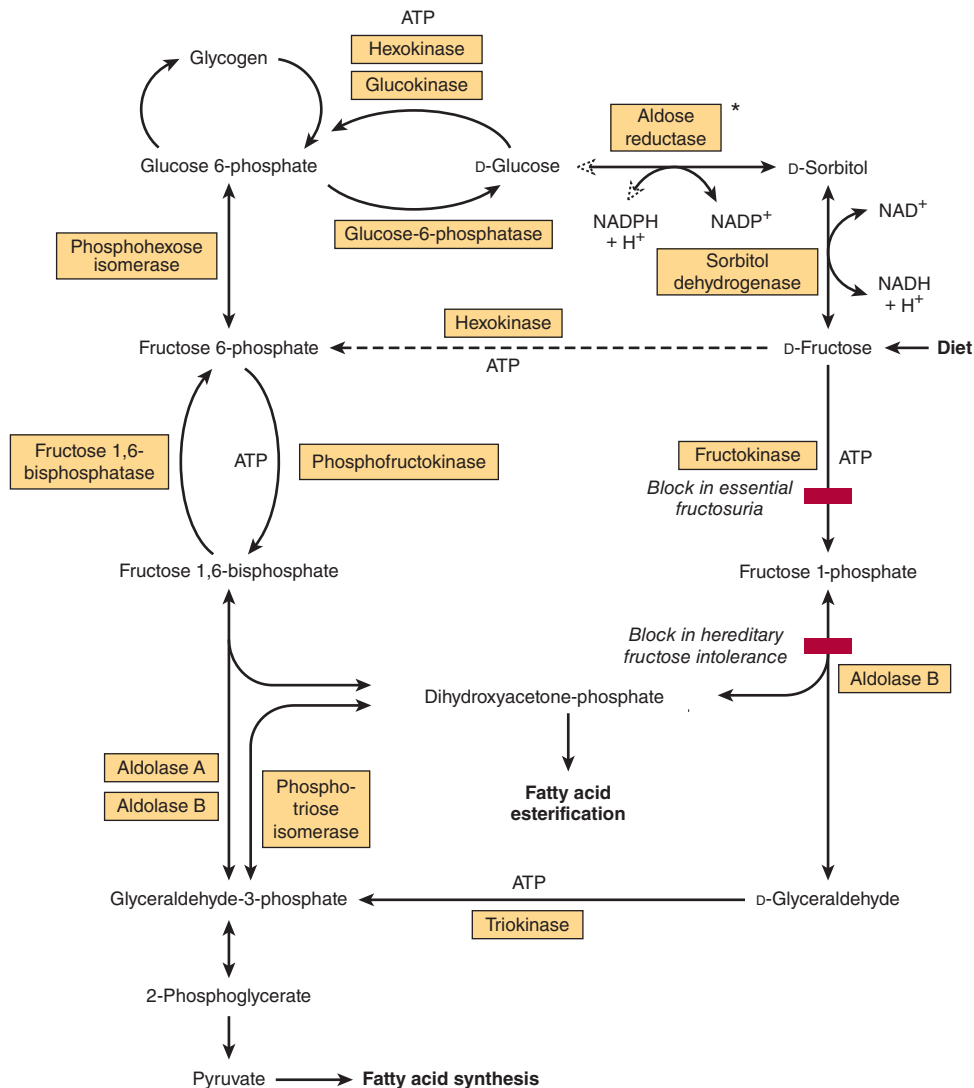 ATP
Hexokinase
Glycogen
Glucokinase
Aldose
reductase
*
Glucose 6-phosphate
D-Glucose
D-Sorbitol
NADPH
+ H+
NADP+
NAD+
Glucose-6-phosphatase
Phosphohexose
isomerase
Sorbitol
dehydrogenase
NADH
+ H+
Hexokinase
Fructose 6-phosphate
ATP
D-Fructose
Diet
Fructose 1,6-
bisphosphatase
ATP
Phosphofructokinase
Fructokinase
ATP
Block in essential
fructosuria
Fructose 1,6-bisphosphate
Fructose 1-phosphate
Block in hereditary
fructose intolerance
Aldolase B
Dihydroxyacetone-phosphate
Aldolase A
Aldolase B
Phospho-
triose
isomerase
Fatty acid
esterification
ATP
Glyceraldehyde-3-phosphate
D-Glyceraldehyde
Triokinase
2-Phosphoglycerate
Pyruvate
Fatty acid synthesis